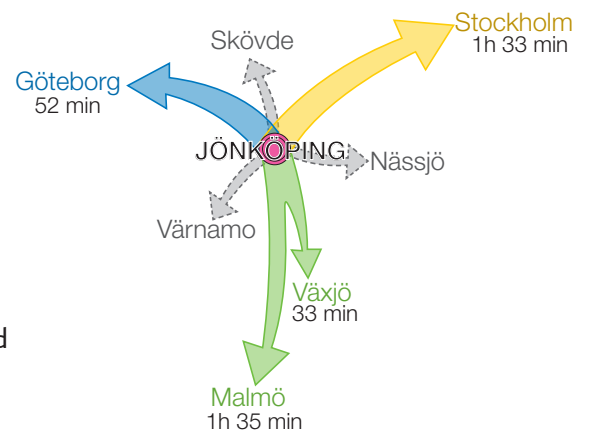 Stockholm
1h 33 min
Skövde
Göteborg
52 min
JÖNKÖPING
Nässjö
Värnamo
Växjö
33 min
d
Malmö
1h 35 min